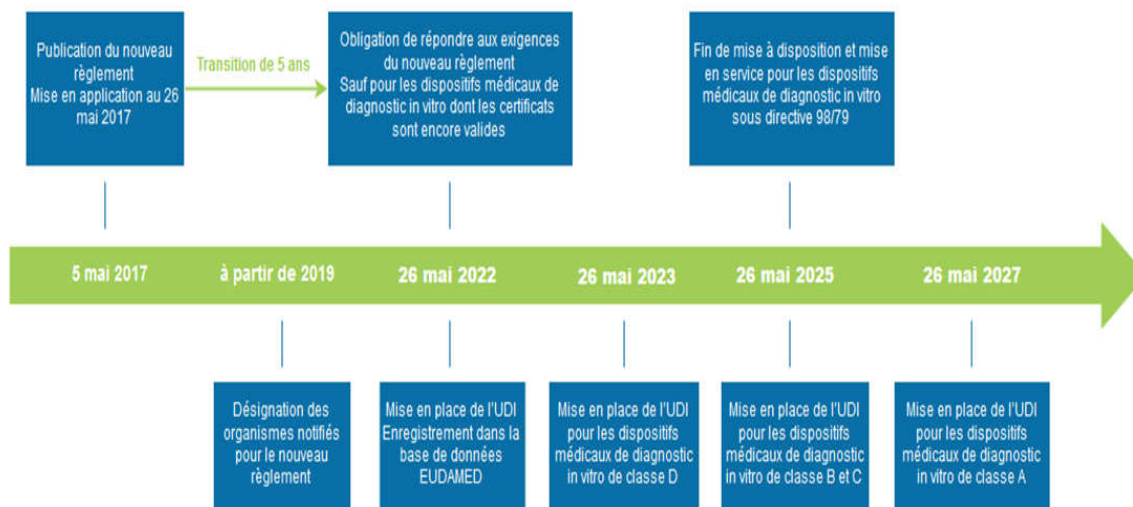 Publication du nouveau
règlement
Mise en application au 26
mai 2017
Transition de 5 ans
Obligation de répondre aux exigences
du nouveau règlement
Sauf pour les dispositifs médicaux de
diagnostic in vitro dont les certificats
sont encore valides
Fin de mise à disposition et mise
en service pour les dispositifs
médicaux de diagnostic in vitro
sous directive 98/79
5 mai 2017
à partir de 2019
26 mai 2022
26 mai 2023
26 mai 2025
26 mai 2027
Désignation des
organismes notifiés
pour le nouveau
règlement
Mise en place de l'UDI
Enregistrement dans la
base de données
EUDAMED
Mise en place de l'UDI
pour les dispositifs
médicaux de diagnostic
in vitro de classe D
Mise en place de l'UDI
pour les dispositifs
médicaux de diagnostic
in vitro de classe B et C
Mise en place de l'UDI
pour les dispositifs
médicaux de diagnostic
in vitro de classe A